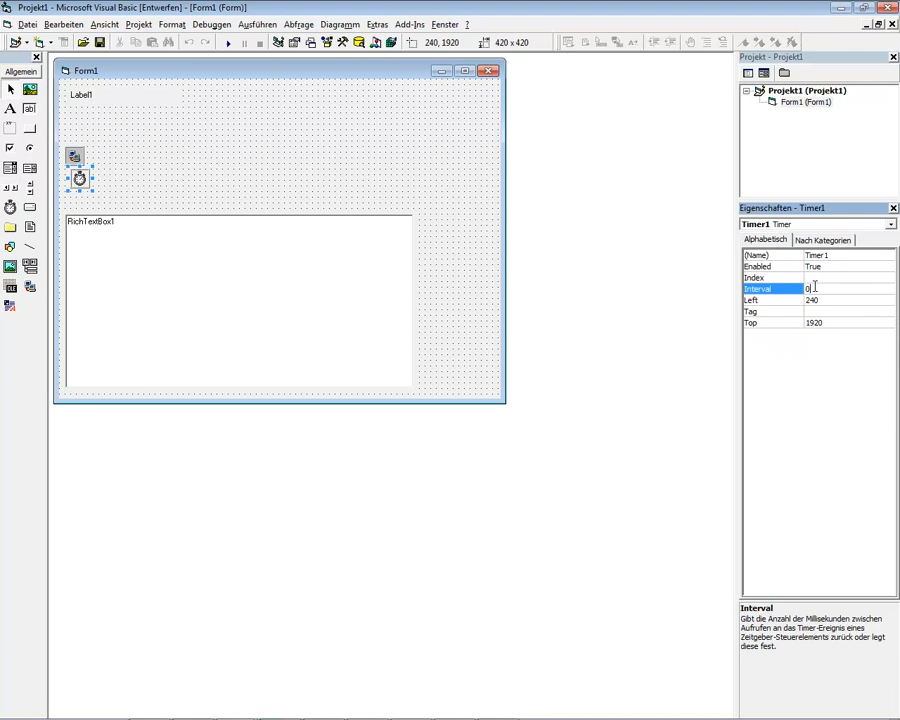 Projekt1 - Microsoft Visual Basic [Entwerfen] - [Form1 (Form)]
Datei Bearbeiten Ansicht Projekt Format Debuggen Ausführen Abfrage Diagramm Extras Add-Ins Fenster ?
240, 1920 420 x 420
Allgemein
Form1
Label1
RichTextBox1
Projekt - Projekt1
Projekt1 (Projekt1)
Form1 (Form1)
Eigenschaften - Timer1
Timer1 Timer
Alphabetisch Nach Kategorien
(Name) Timer1
Enabled True
Index
Interval 0
Left 240
Tag
Top 1920
Interval
Gibt die Anzahl der Millisekunden zwischen
Aufrufen an das Timer-Ereignis eines
Zeitgeber-Steuerelements zurück oder legt
diese fest.